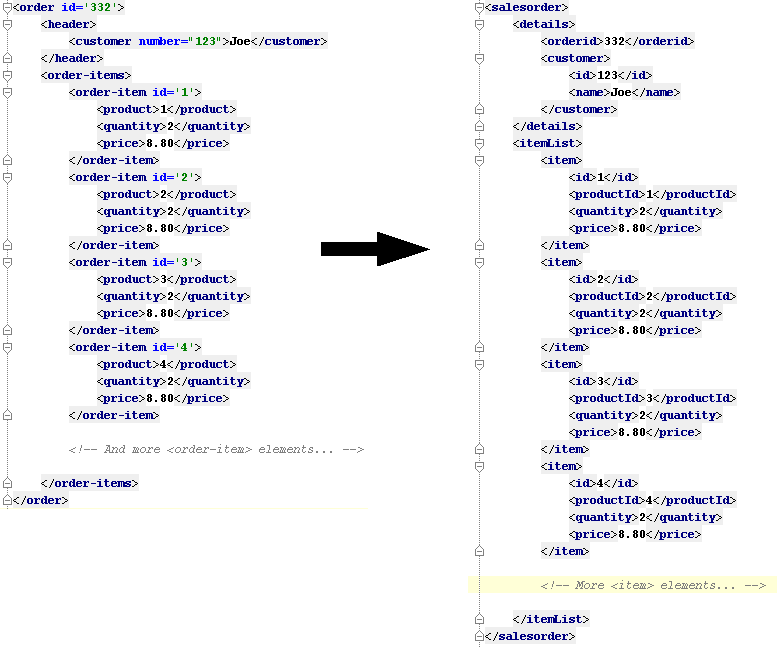 <order id='332'>
<header>
<customer number="123">Joe</customer>
</header>
<order-items>
<order-item id='1'>
<product>1</product>
<quantity>2</quantity>
<price>8.80</price>
</order-item>
<order-item id='2'>
<product>2</product>
<quantity>2</quantity>
<price>8.80</price>
</order-item>
<order-item id='3'>
<product>3</product>
<quantity>2</quantity>
<price>8.80</price>
</order-item>
<order-item id='4'>
<product>4</product>
<quantity>2</quantity>
<price>8.80</price>
</order-item>
<!-- And more <order-item> elements... -->
</order-items>
</order>
<salesorder>
<details>
<orderid>332</orderid>
<customer>
<id>123</id>
<name>Joe</name>
</customer>
</details>
<itemList>
<item>
<id>1</id>
<productId>1</productId>
<quantity>2</quantity>
<price>8.80</price>
</item>
<item>
<id>2</id>
<productId>2</productId>
<quantity>2</quantity>
<price>8.80</price>
</item>
<item>
<id>3</id>
<productId>3</productId>
<quantity>2</quantity>
<price>8.80</price>
</item>
<item>
<id>4</id>
<productId>4</productId>
<quantity>2</quantity>
<price>8.80</price>
</item>
<!-- More <item> elements... -->
</itemList>
</salesorder>